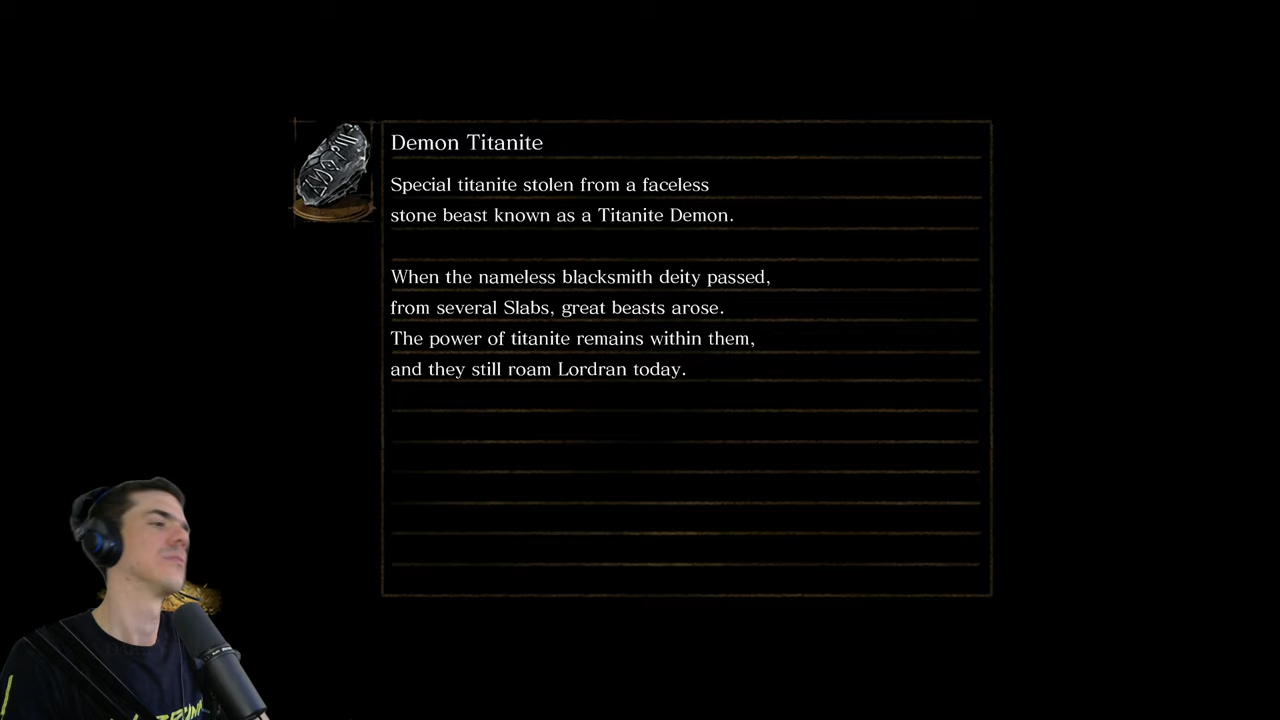 Demon Titanite
Special titanite stolen from a faceless
stone beast known as a Titanite Demon.
When the nameless blacksmith deity passed,
from several Slabs, great beasts arose.
The power of titanite remains within them,
and they still roam Lordran today.